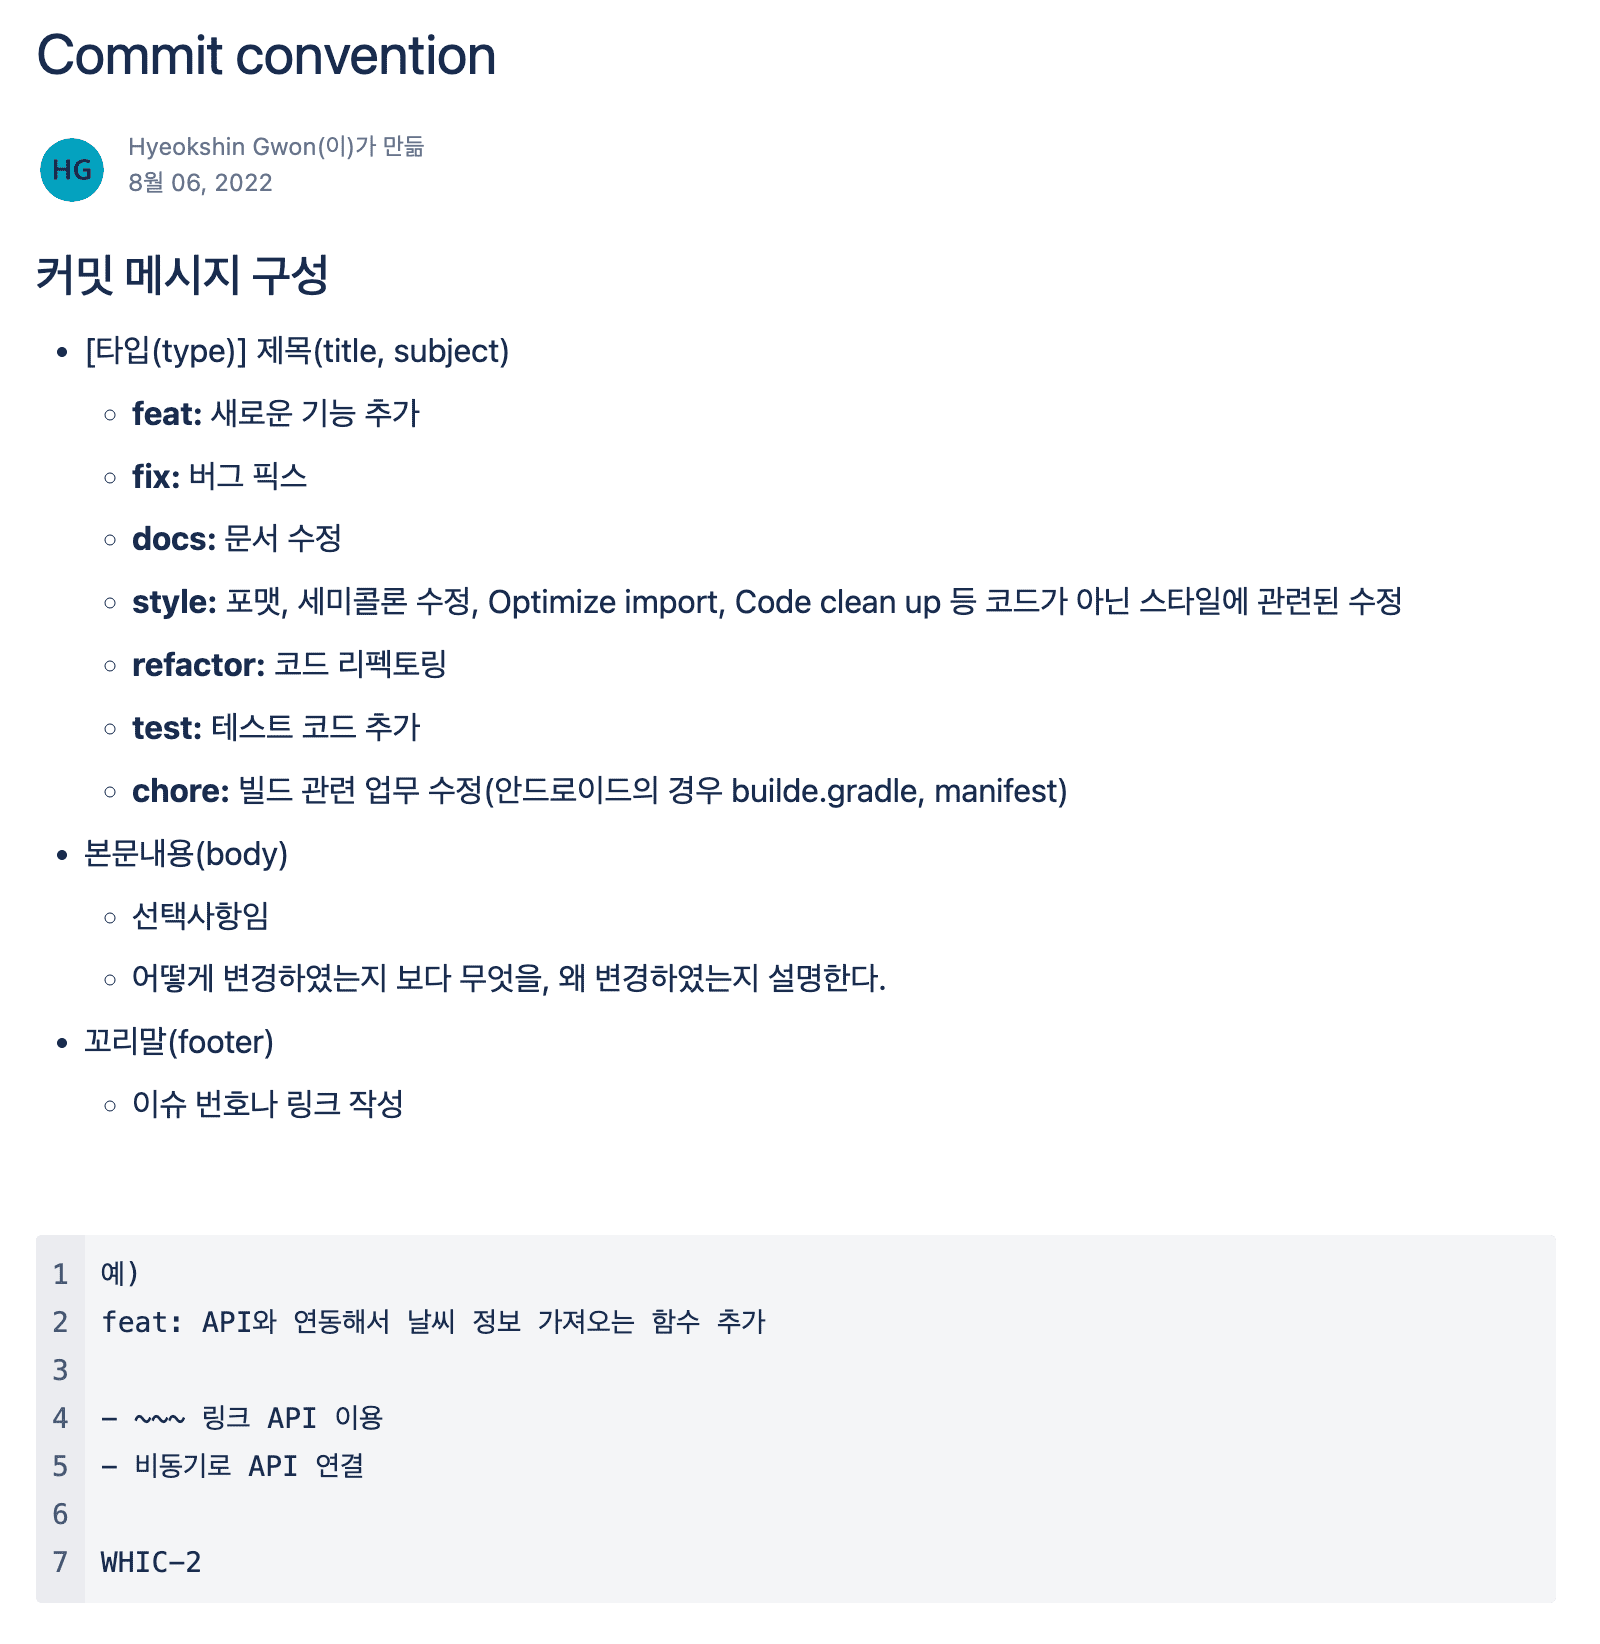 Commit convention
HG
Hyeokshin Gwon(이)가 만듦
8월 06, 2022
커밋 메시지 구성
• [타입(type)] 제목(title, subject)
◦ feat: 새로운 기능 추가
◦ fix: 버그 픽스
◦ docs: 문서 수정
◦ style: 포맷, 세미콜론 수정, Optimize import, Code clean up 등 코드가 아닌 스타일에 관련된 수정
◦ refactor: 코드 리펙토링
◦ test: 테스트 코드 추가
◦ chore: 빌드 관련 업무 수정(안드로이드의 경우 builde.gradle, manifest)
• 본문내용(body)
◦ 선택사항임
◦ 어떻게 변경하였는지 보다 무엇을, 왜 변경하였는지 설명한다.
• 꼬리말(footer)
◦ 이슈 번호나 링크 작성
1 예)
2 feat: API와 연동해서 날씨 정보 가져오는 함수 추가
3
4 - ~~~ 링크 API 이용
5 - 비동기로 API 연결
6
7 WHIC-2